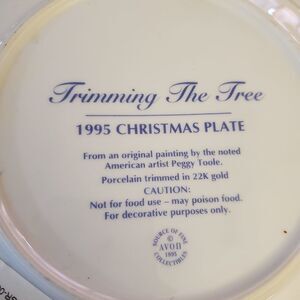 Trimming The Tree
1995 CHRISTMAS PLATE
From an original painting by the noted
American artist Peggy Toole.
Porcelain trimmed in 22K gold
CAUTION:
Not for food use – may poison food.
For decorative purposes only.
SOURCE OF FINE
©
AVON
1995
COLLECTIBLES